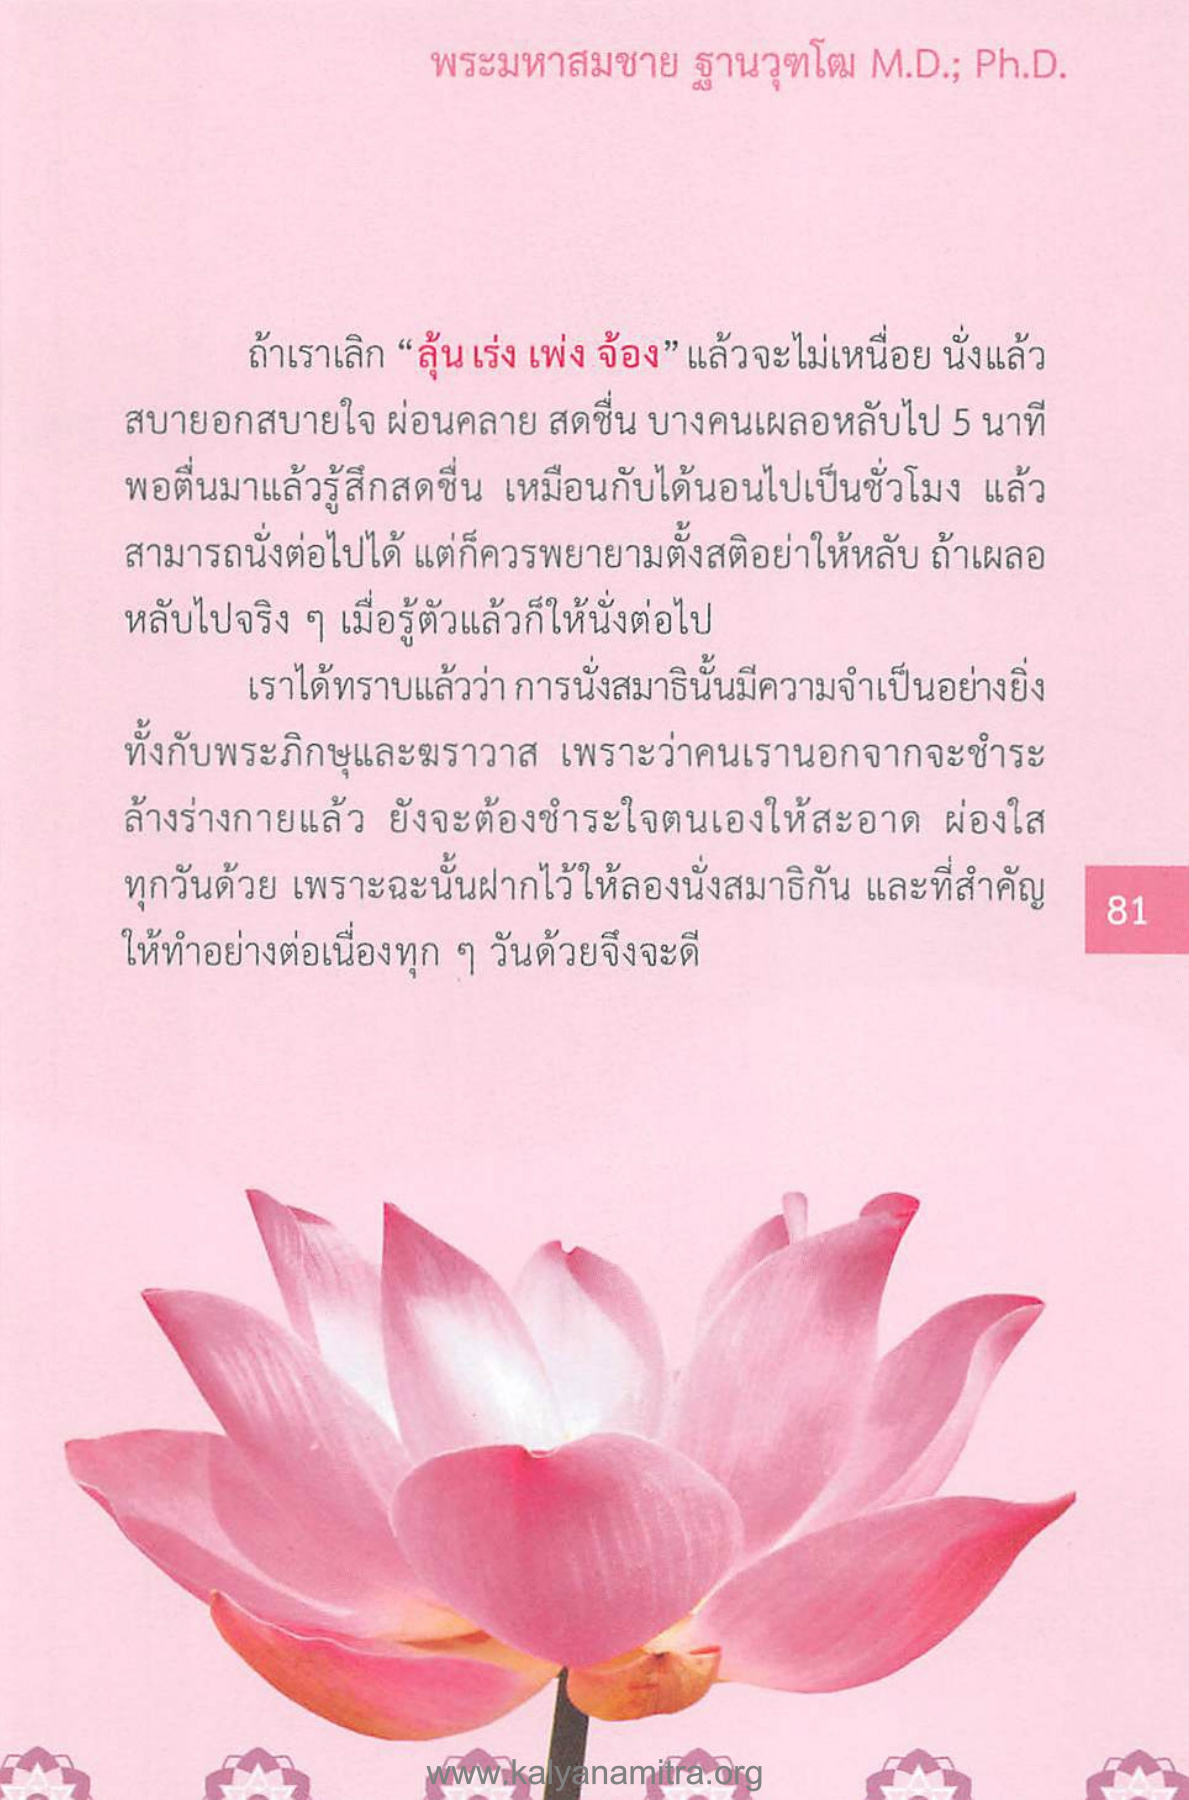 พระมหาสมชาย ฐานวุฑโฒ M.D.; Ph.D.
ถ้าเราเลิก “ลุ้น เร่ง เพ่ง จ้อง” แล้วจะไม่เหนื่อย นั่งแล้ว
สบายอกสบายใจ ผ่อนคลาย สดชื่น บางคนเผลอหลับไป 5 นาที
พอตื่นมาแล้วรู้สึกสดชื่น เหมือนกับได้นอนไปเป็นชั่วโมง แล้ว
สามารถนั่งต่อไปได้ แต่ก็ควรพยายามตั้งสติอย่าให้หลับ ถ้าเผลอ
หลับไปจริง ๆ เมื่อรู้ตัวแล้วก็ให้นั่งต่อไป
เราได้ทราบแล้วว่า การนั่งสมาธินั้นมีความจำเป็นอย่างยิ่ง
ทั้งกับพระภิกษุและฆราวาส เพราะว่าคนเรานอกจากจะชำระ
ล้างร่างกายแล้ว ยังจะต้องชำระใจตนเองให้สะอาด ผ่องใส
ทุกวันด้วย เพราะฉะนั้นฝากไว้ให้ลองนั่งสมาธิกัน และที่สำคัญ
ให้ทำอย่างต่อเนื่องทุก ๆ วันด้วยจึงจะดี
81
www.kalyanamitra.org